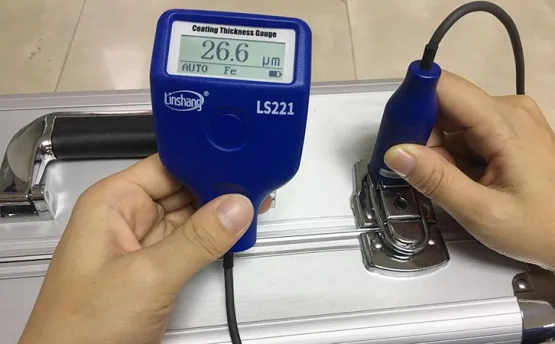 Coating Thickness Gauge
26.6 μm
AUTO Fe
Linshang®
LS221